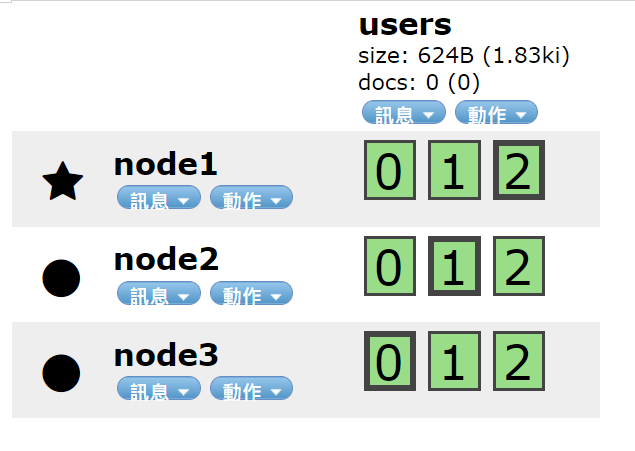 users
size: 624B (1.83ki)
docs: 0 (0)
訊息 動作
node1
訊息 動作
0 1 2
node2
訊息 動作
0 1 2
node3
訊息 動作
0 1 2